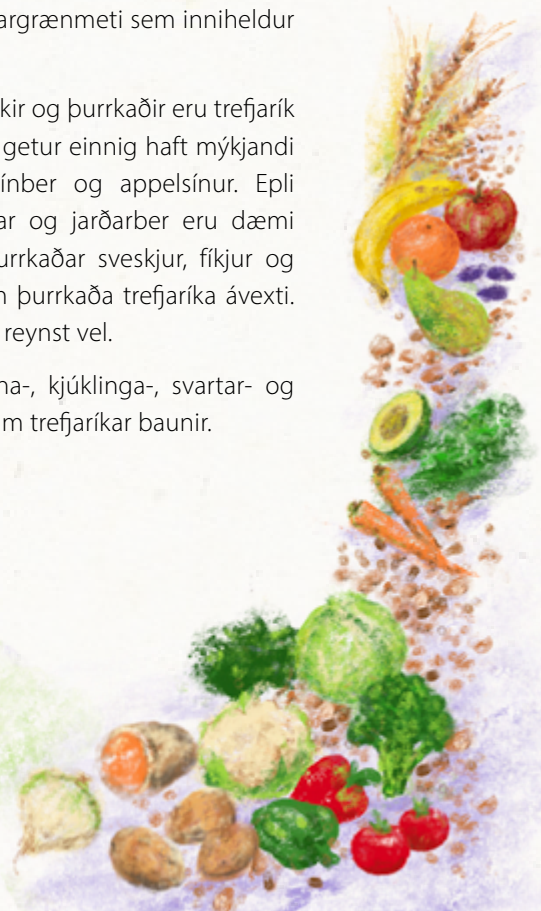 argrænmeti sem inniheldur
kir og þurrkaðir eru trefjarík
getur einnig haft mýkjandi
ínber og appelsínur. Epli
ar og jarðarber eru dæmi
urrkaðar sveskjur, fíkjur og
n þurrkaða trefjaríka ávexti.
reynst vel.
na-, kjúklinga-, svartar- og
m trefjaríkar baunir.